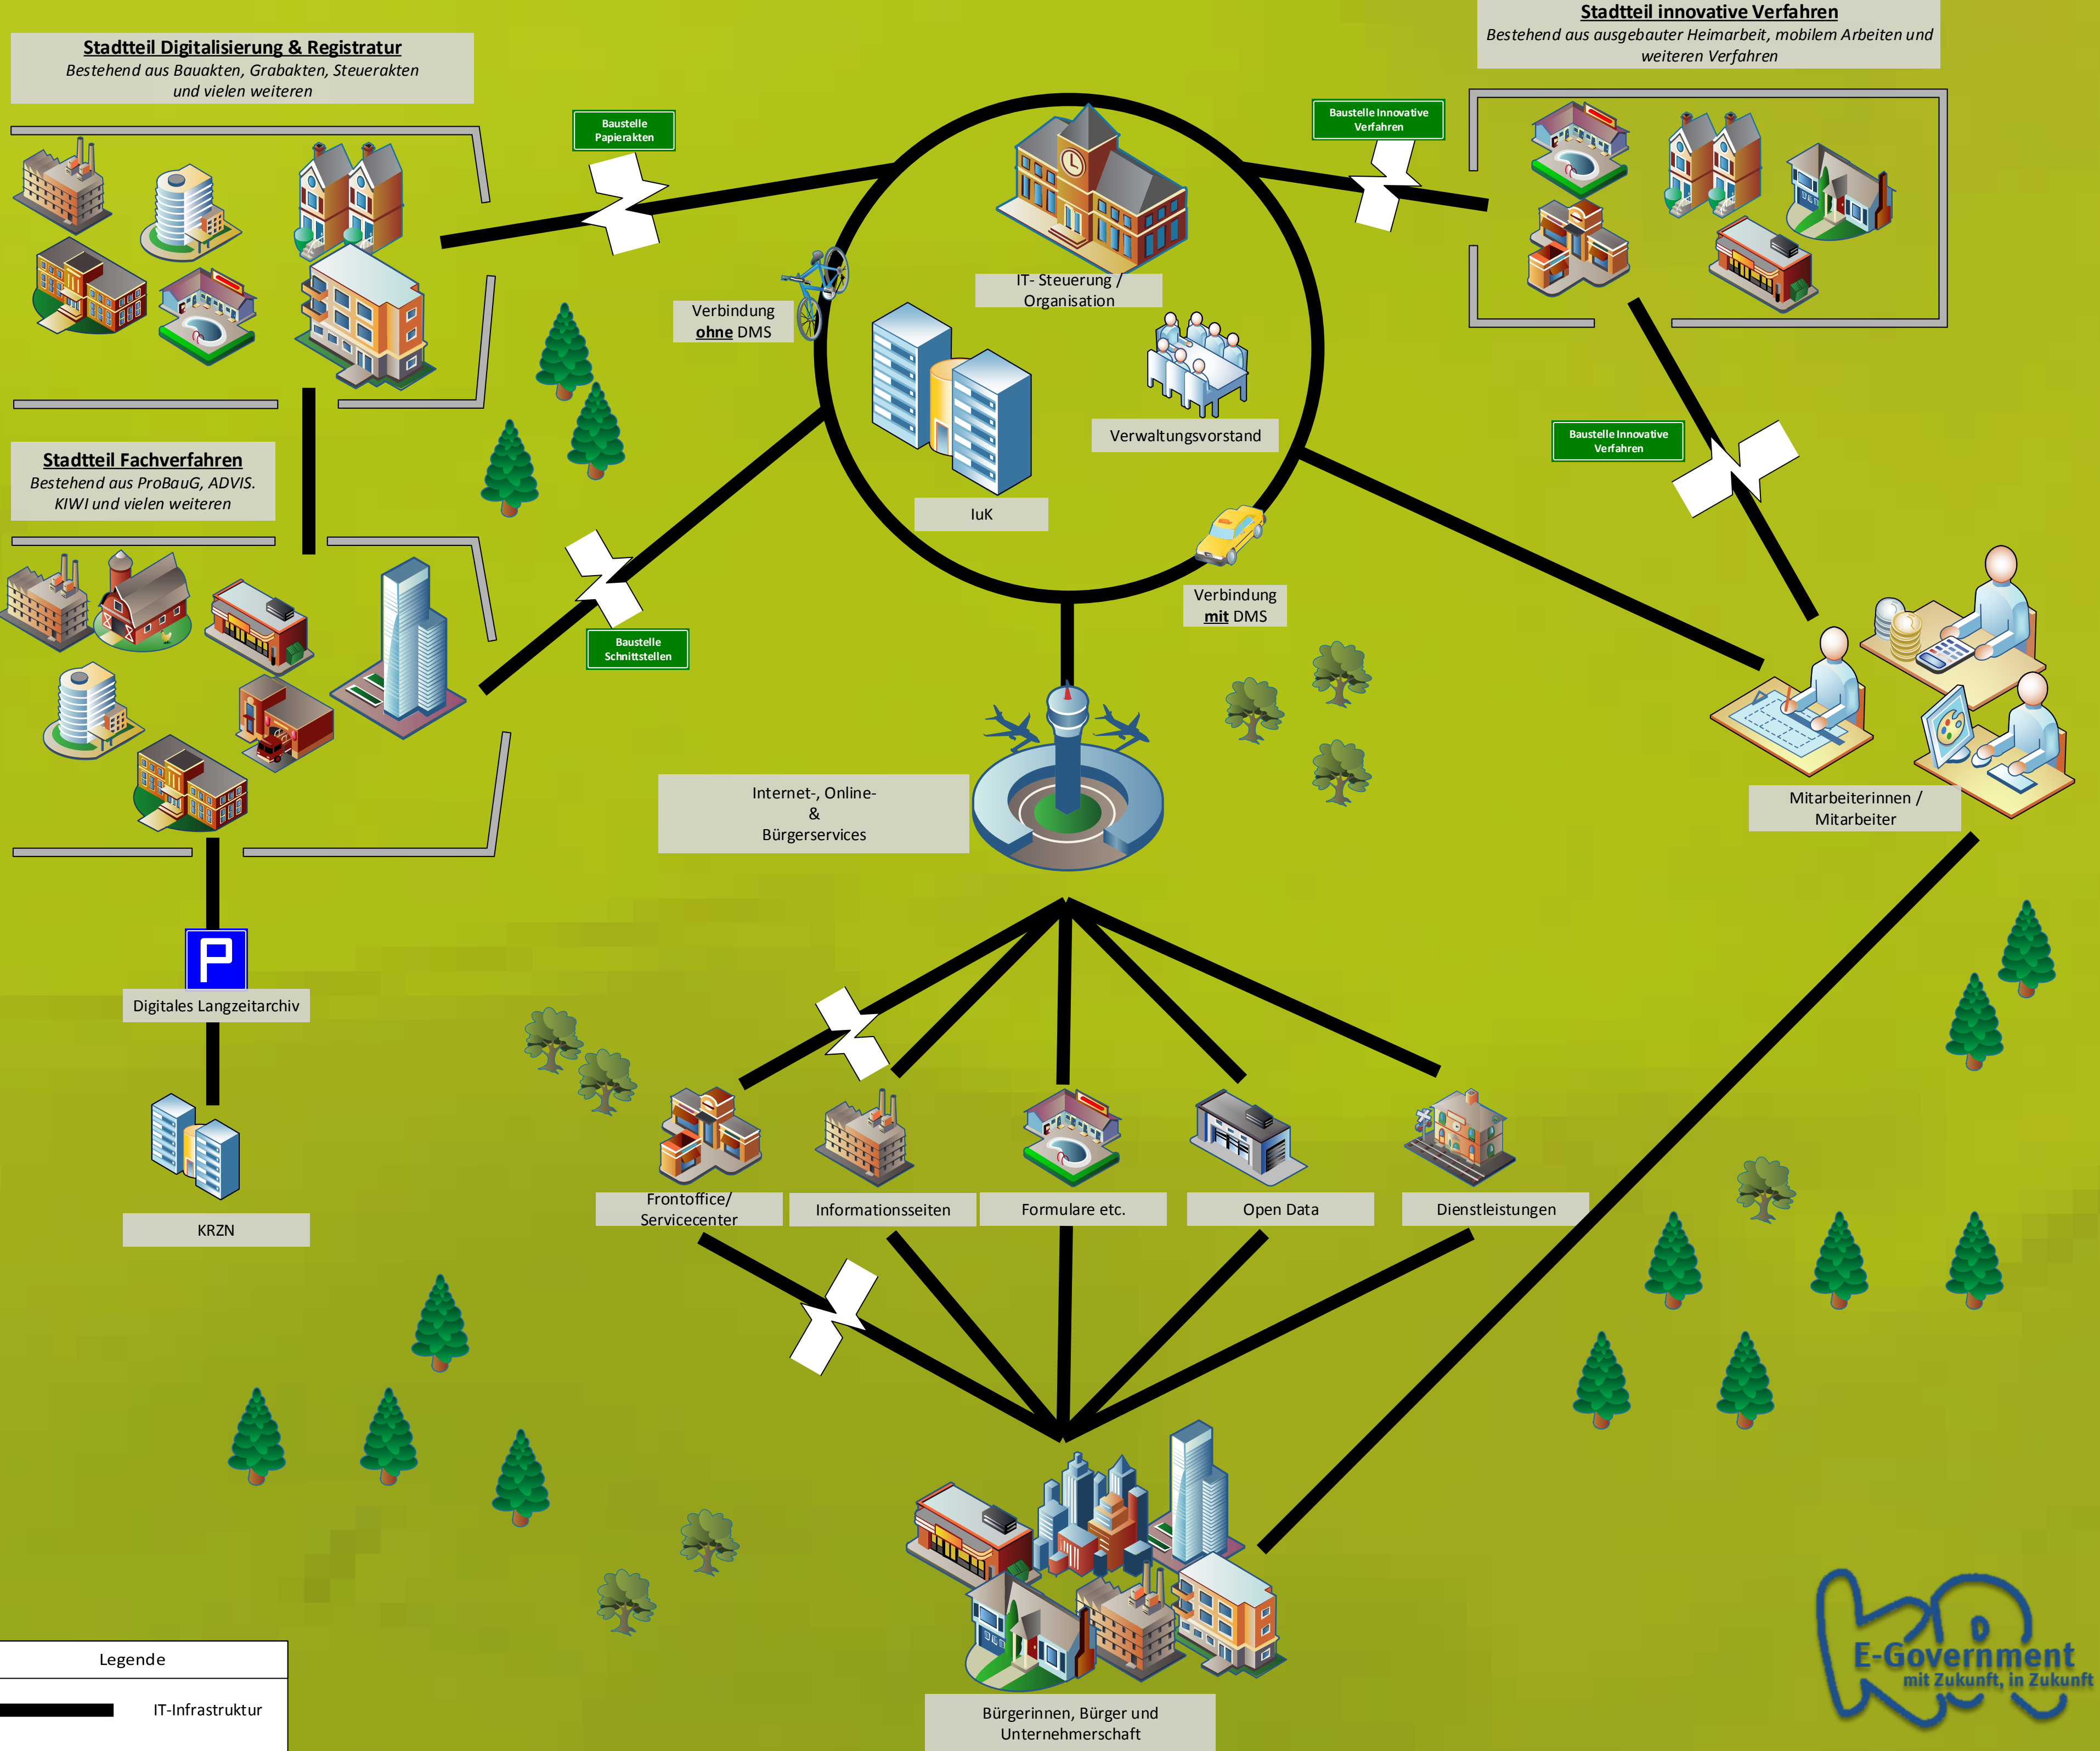 Stadtteil Digitalisierung & Registratur
Bestehend aus Bauakten, Grabakten, Steuerakten
und vielen weiteren
Stadtteil innovative Verfahren
Bestehend aus ausgebauter Heimarbeit, mobilem Arbeiten und
weiteren Verfahren
Baustelle
Papierakten
Baustelle Innovative
Verfahren
IT- Steuerung /
Organisation
Verbindung
ohne DMS
Verwaltungsvorstand
IuK
Stadtteil Fachverfahren
Bestehend aus ProBauG, ADVIS.
KIWI und vielen weiteren
Baustelle Innovative
Verfahren
Verbindung
mit DMS
Baustelle
Schnittstellen
Internet-, Online-
&
Bürgerservices
Mitarbeiterinnen /
Mitarbeiter
P
Digitales Langzeitarchiv
KRZN
Frontoffice/
Servicecenter
Informationsseiten
Formulare etc.
Open Data
Dienstleistungen
Bürgerinnen, Bürger und
Unternehmerschaft
Legende
IT-Infrastruktur
E-Government
mit Zukunft, in Zukunft